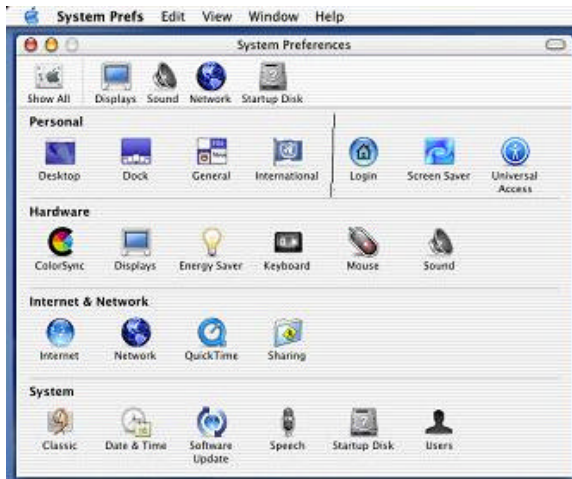 System Prefs Edit View Window Help
System Preferences
Show All Displays Sound Network Startup Disk
Personal
Desktop Dock General International Login Screen Saver Universal
Access
Hardware
ColorSync Displays Energy Saver Keyboard Mouse Sound
Internet & Network
Internet Network QuickTime Sharing
System
Classic Date & Time Software Speech Startup Disk Users
Update